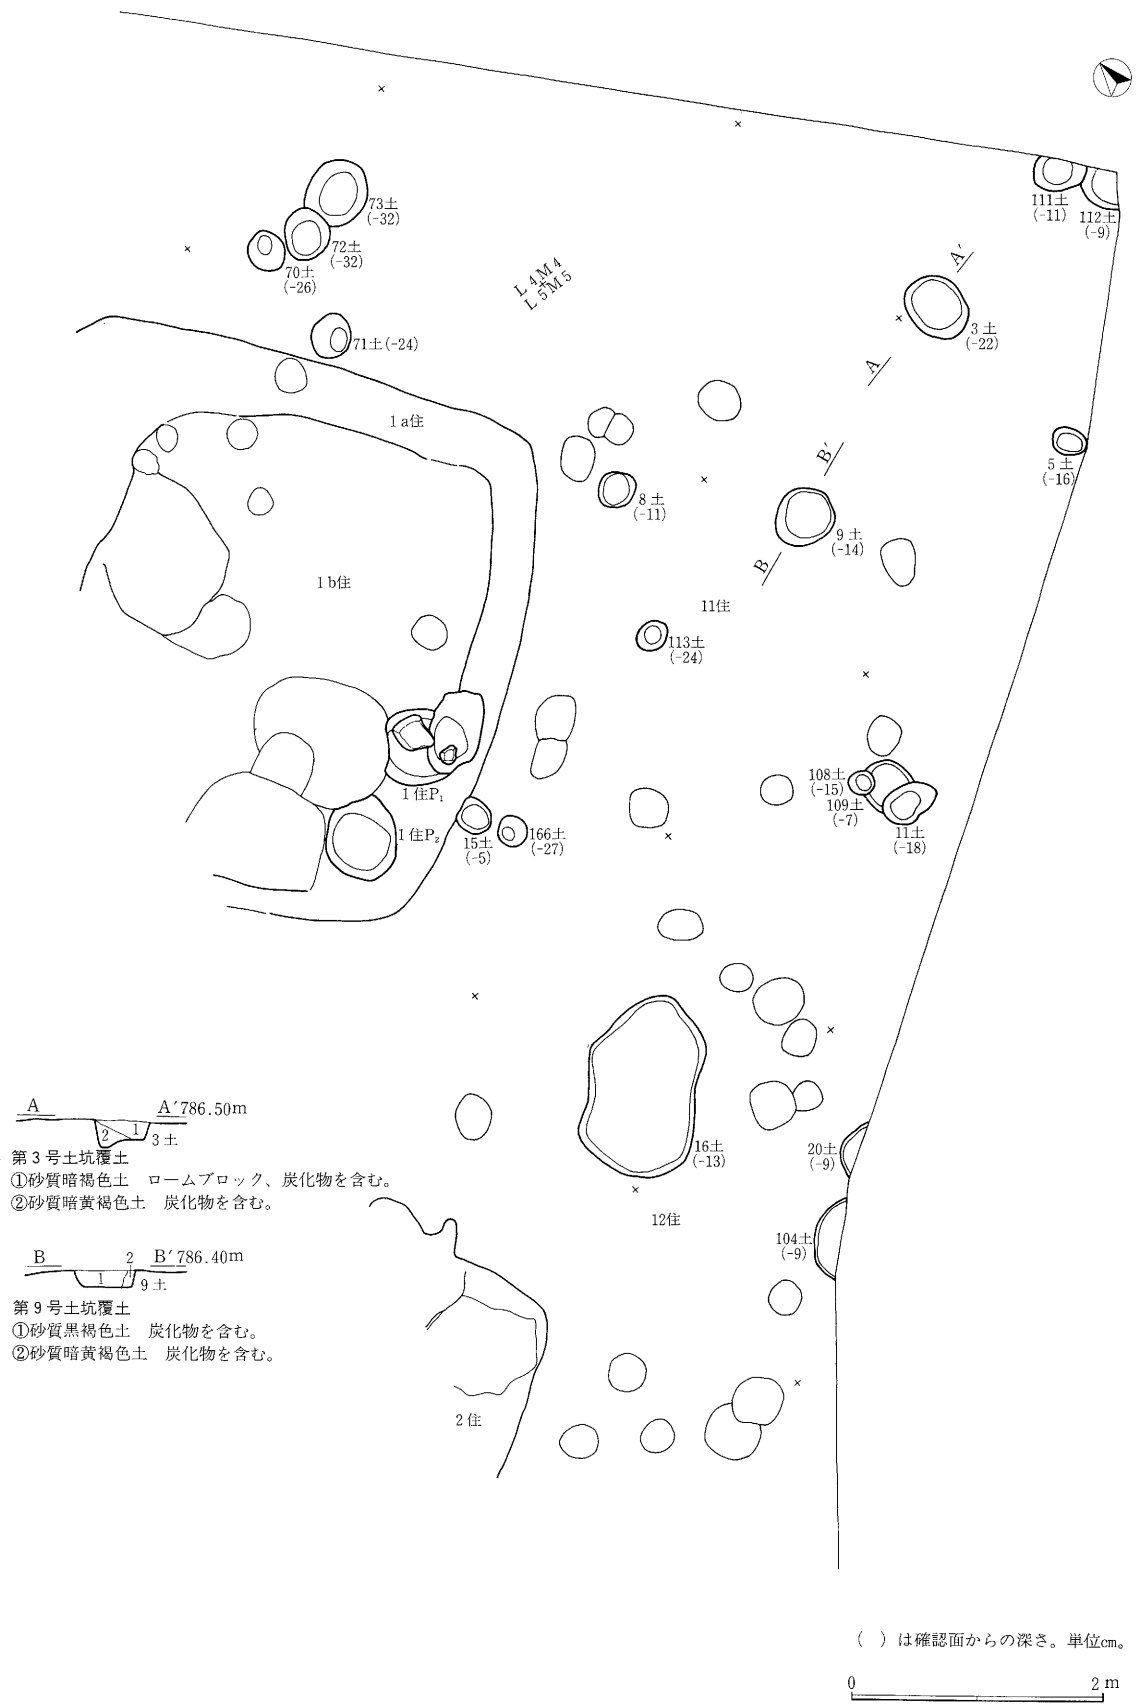 73土
(-32)
72土
(-32)
70土
(-26)
71土(-24)
111土
(-11)
112土
(-9)
L4 M4
L5 M5
A′
3土
(-22)
A
1a住
B′
5土
(-16)
8土
(-11)
9土
(-14)
B
1b住
11住
113土
(-24)
108土
(-15)
109土
(-7)
11土
(-18)
1住P₁
1住P₂
15土
(-5)
166土
(-27)
16土
(-13)
20土
(-9)
12住
104土
(-9)
2住
A A′786.50m
2 1 3土
第3号土坑覆土
①砂質暗褐色土 ロームブロック、炭化物を含む。
②砂質暗黄褐色土 炭化物を含む。
B 2 B′786.40m
1 9土
第9号土坑覆土
①砂質黒褐色土 炭化物を含む。
②砂質暗黄褐色土 炭化物を含む。
( )は確認面からの深さ。単位cm。
0 2m